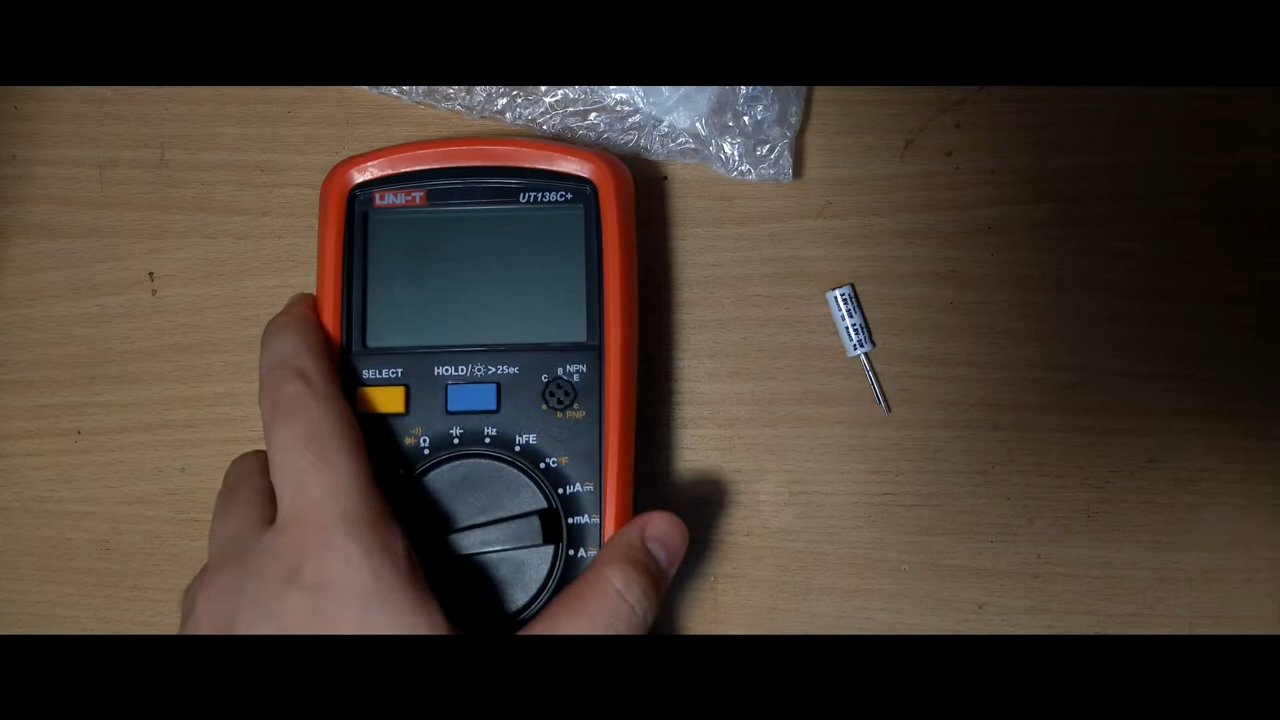 UNI-T
UT136C+
SELECT
HOLD/☼>2Sec
NPN
C B E
e b c
PNP
Ω
Hz
hFE
°C°F
µA
mA
A